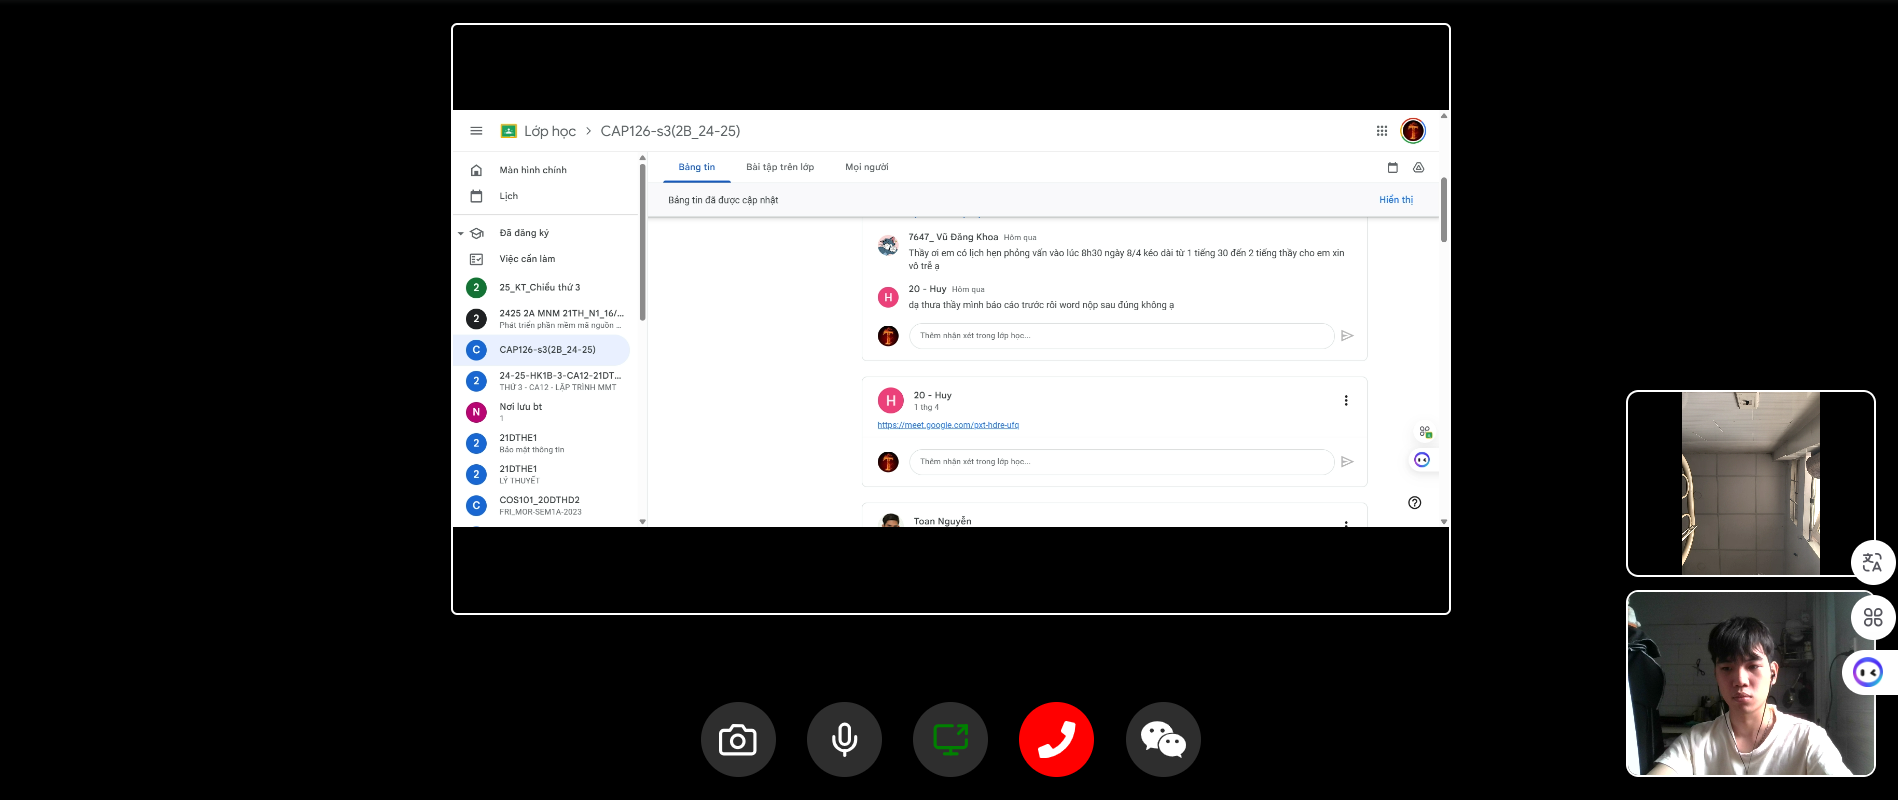 Lớp học > CAP126-s3(2B_24-25)
Màn hình chính
Lịch
Đã đăng ký
Việc cần làm
2
25_KT_Chiều thứ 3
2
2425 2A MNM 21TH_N1_16/...
Phát triển phần mềm mã nguồn ...
C
CAP126-s3(2B_24-25)
2
24-25-HK1B-3-CA12-21DT...
THỨ 3 - CA12 - LẬP TRÌNH MMT
N
Nơi lưu bt
1
2
21DTHE1
Bảo mật thông tin
2
21DTHE1
LÝ THUYẾT
C
COS101_20DTHD2
FRI_MOR-SEM1A-2023
Bảng tin
Bài tập trên lớp
Mọi người
Bảng tin đã được cập nhật
Hiển thị
7647_ Vũ Đăng Khoa Hôm qua
Thầy ơi em có lịch hẹn phỏng vấn vào lúc 8h30 ngày 8/4 kéo dài từ 1 tiếng 30 đến 2 tiếng thầy cho em xin
vô trễ ạ
H
20 - Huy Hôm qua
dạ thưa thầy mình báo cáo trước rồi word nộp sau đúng không ạ
Thêm nhận xét trong lớp học...
H
20 - Huy
1 thg 4
https://meet.google.com/pxt-hdre-ufq
Thêm nhận xét trong lớp học...
Toan Nguyễn